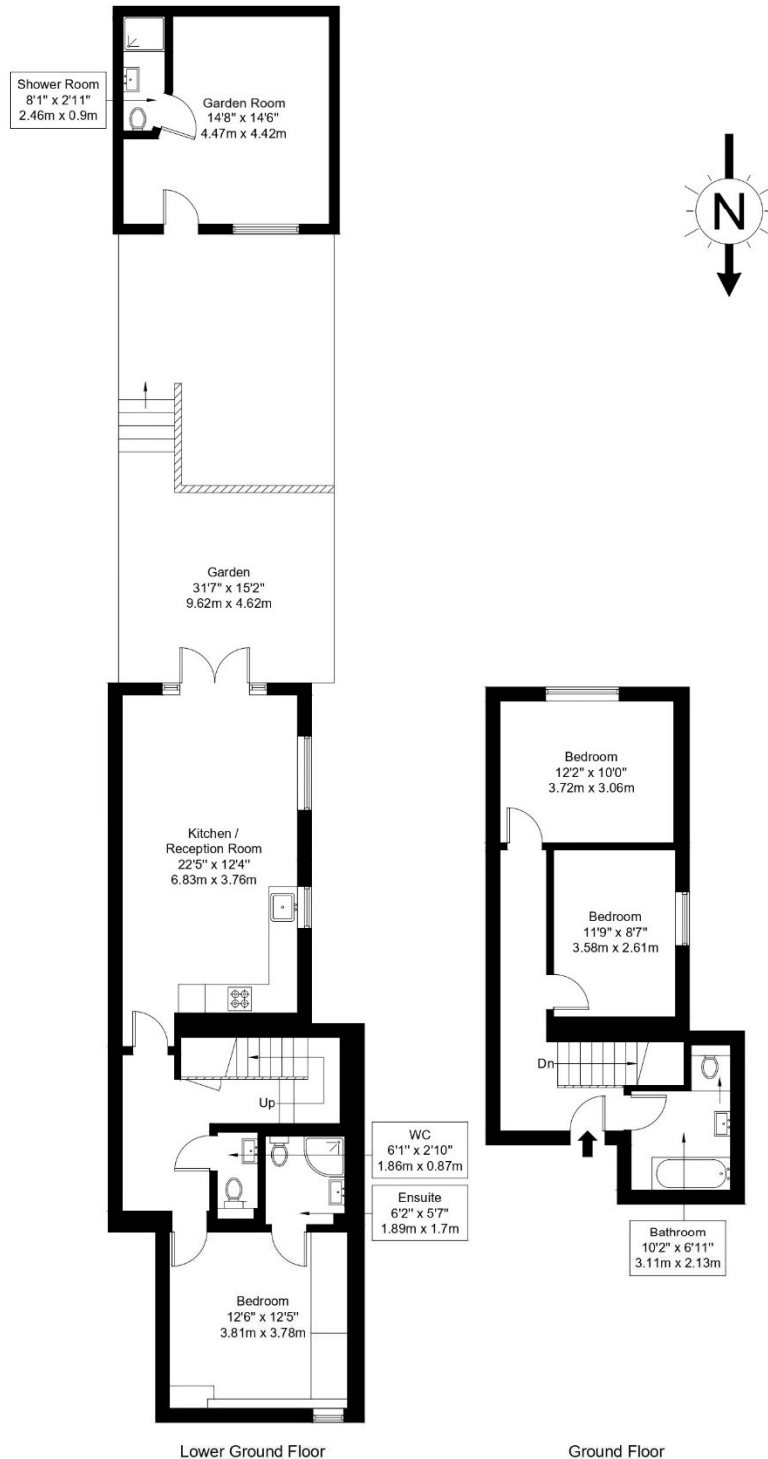 Shower Room
8'1" x 2'11"
2.46m x 0.9m
Garden Room
14'8" x 14'6"
4.47m x 4.42m
N
Garden
31'7" x 15'2"
9.62m x 4.62m
Kitchen /
Reception Room
22'5" x 12'4"
6.83m x 3.76m
Up
WC
6'1" x 2'10"
1.86m x 0.87m
Ensuite
6'2" x 5'7"
1.89m x 1.7m
Bedroom
12'6" x 12'5"
3.81m x 3.78m
Lower Ground Floor
Bedroom
12'2" x 10'0"
3.72m x 3.06m
Bedroom
11'9" x 8'7"
3.58m x 2.61m
Dn
Bathroom
10'2" x 6'11"
3.11m x 2.13m
Ground Floor